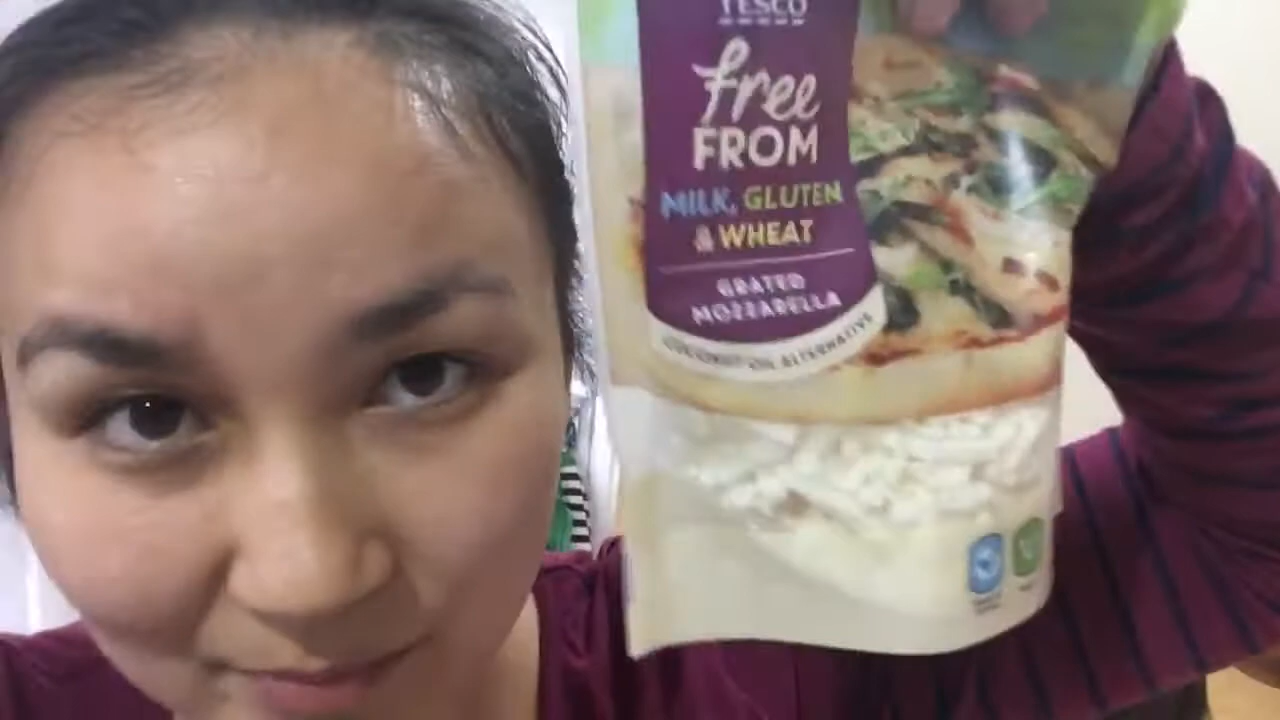 TESCO
free
FROM
MILK, GLUTEN
& WHEAT
GRATED
MOZZARELLA
COCONUT OIL ALTERNATIVE